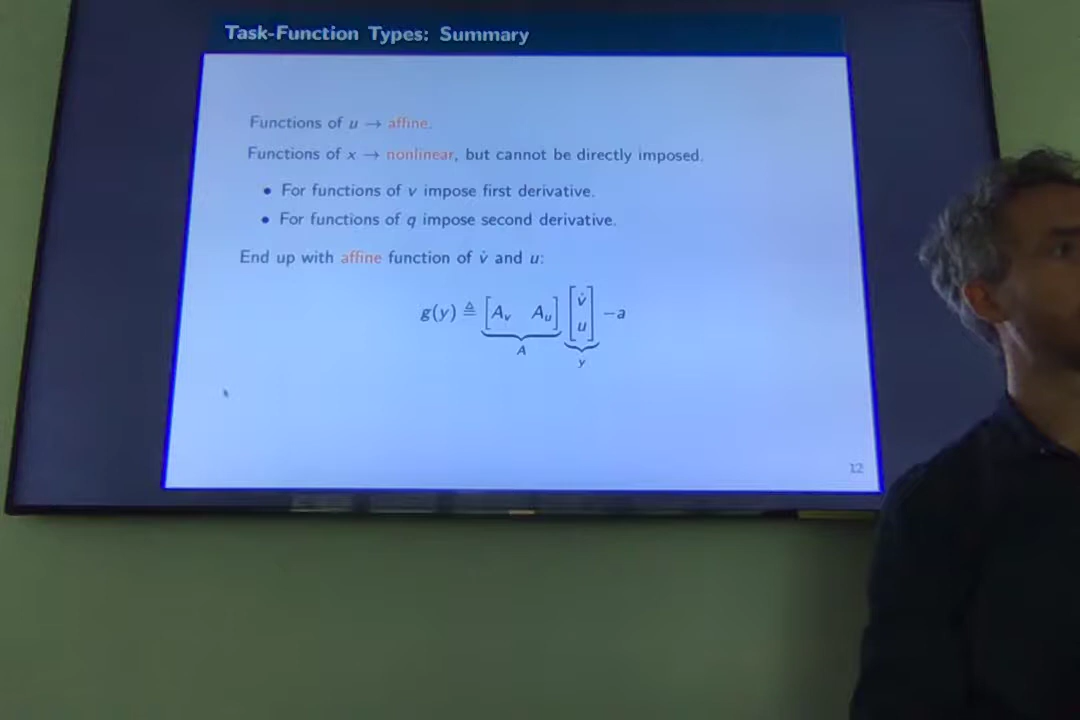 Task-Function Types: Summary
Functions of u → affine.
Functions of x → nonlinear, but cannot be directly imposed.
• For functions of v impose first derivative.
• For functions of q impose second derivative.
End up with affine function of v̇ and u:
g(y) ≜ [A_v A_u] [v̇ u] −a
A
y
12